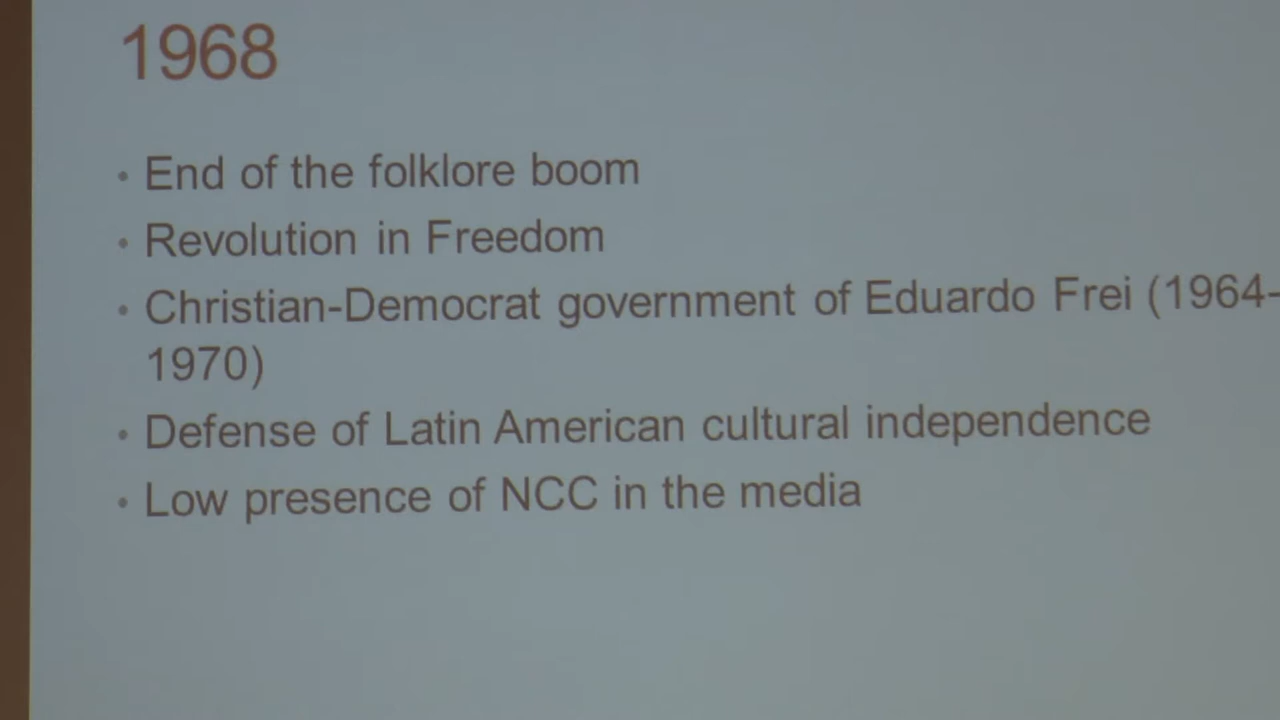 1968
• End of the folklore boom
• Revolution in Freedom
• Christian-Democrat government of Eduardo Frei (1964-
1970)
• Defense of Latin American cultural independence
• Low presence of NCC in the media